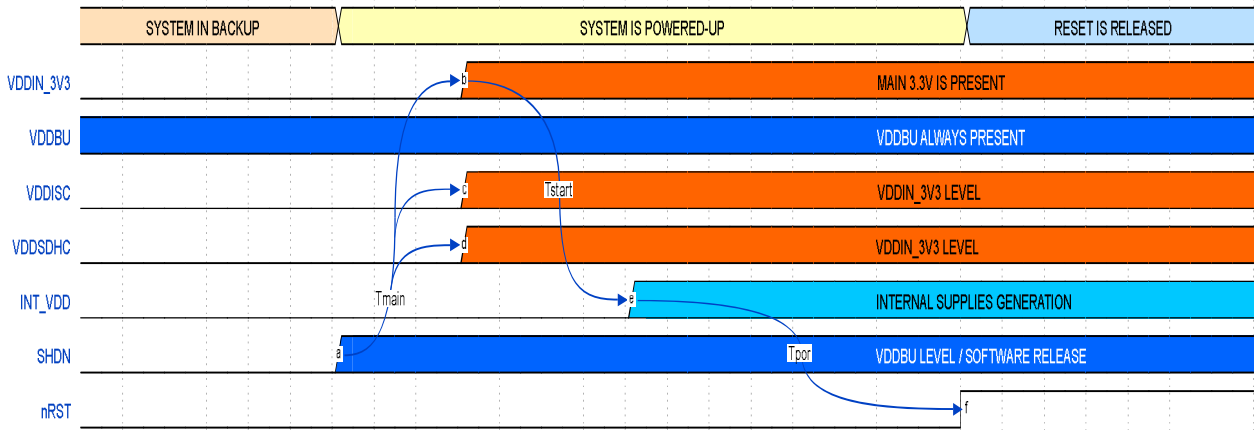 SYSTEM IN BACKUP SYSTEM IS POWERED-UP RESET IS RELEASED
VDDIN_3V3 b MAIN 3.3V IS PRESENT
VDDBU VDDBU ALWAYS PRESENT
VDDISC c Tstart VDDIN_3V3 LEVEL
VDDSDHC d VDDIN_3V3 LEVEL
INT_VDD Tmain e INTERNAL SUPPLIES GENERATION
SHDN a Tpor VDDBU LEVEL / SOFTWARE RELEASE
nRST f